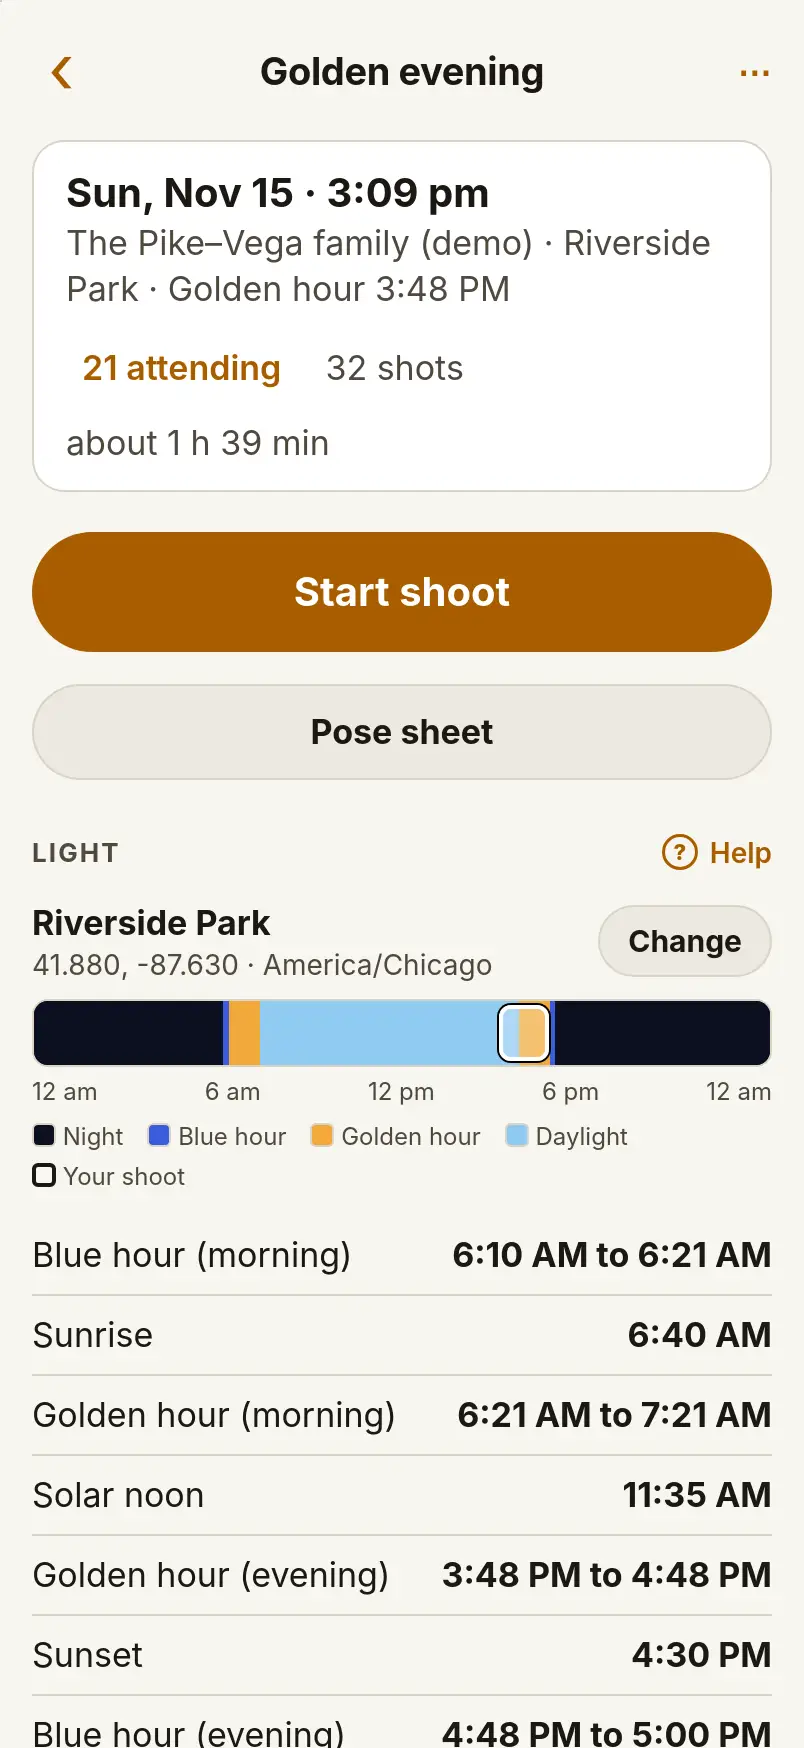 Golden evening
...
Sun, Nov 15 · 3:09 pm
The Pike–Vega family (demo) · Riverside
Park · Golden hour 3:48 PM
21 attending 32 shots
about 1 h 39 min
Start shoot
Pose sheet
LIGHT
? Help
Riverside Park
41.880, -87.630 · America/Chicago
Change
12 am 6 am 12 pm 6 pm 12 am
Night Blue hour Golden hour Daylight
Your shoot
Blue hour (morning) 6:10 AM to 6:21 AM
Sunrise 6:40 AM
Golden hour (morning) 6:21 AM to 7:21 AM
Solar noon 11:35 AM
Golden hour (evening) 3:48 PM to 4:48 PM
Sunset 4:30 PM
Blue hour (evening) 4:48 PM to 5:00 PM